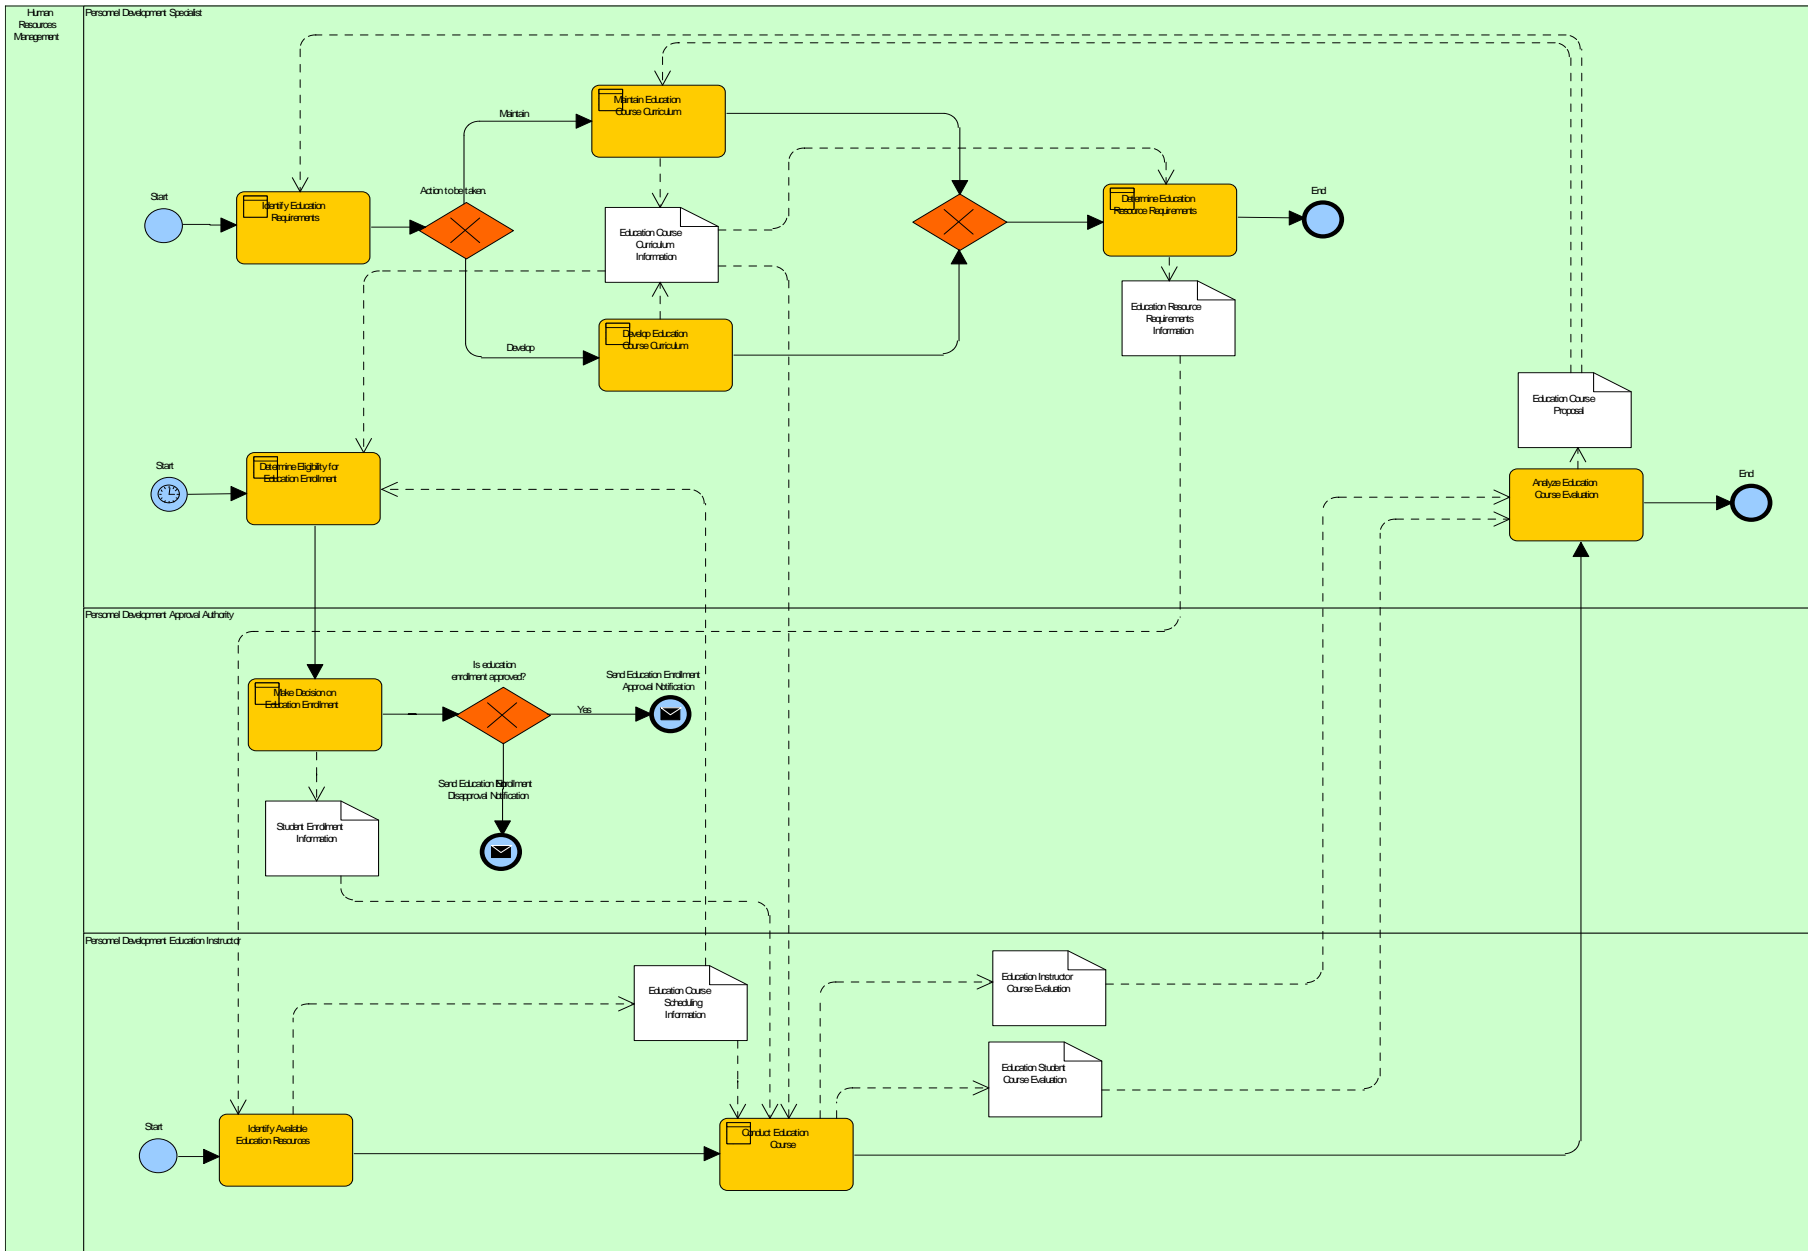 Human
Resources
Management
Personnel Development Specialist
Maintain Education
Course Curriculum
Maintain
Start
Identify Education
Requirements
Action to be taken.
Education Course
Curriculum
Information
Determine Education
Resource Requirements
End
Education Resource
Requirements
Information
Develop Education
Course Curriculum
Develop
Education Course
Proposal
Start
Determine Eligibility for
Education Enrollment
Analyze Education
Course Evaluation
End
Personnel Development Approval Authority
Make Decision on
Education Enrollment
Is education
enrollment approved?
Yes
Send Education Enrollment
Approval Notification
No
Send Education Enrollment
Disapproval Notification
Student Enrollment
Information
Personnel Development Education Instructor
Education Course
Scheduling
Information
Education Instructor
Course Evaluation
Education Student
Course Evaluation
Start
Identify Available
Education Resources
Conduct Education
Course